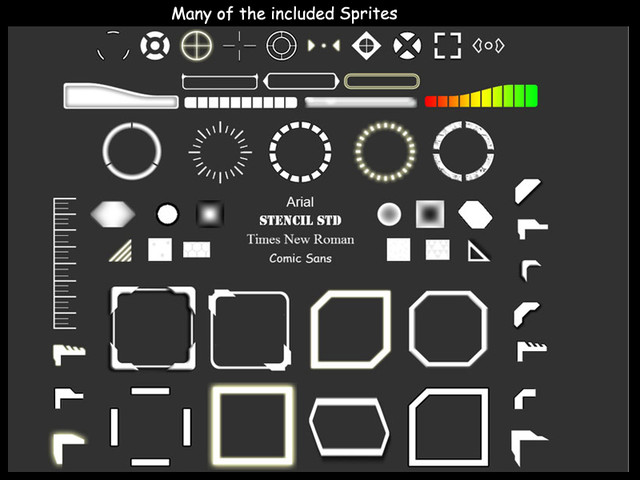 Many of the included Sprites
Arial
STENCIL STD
Times New Roman
Comic Sans